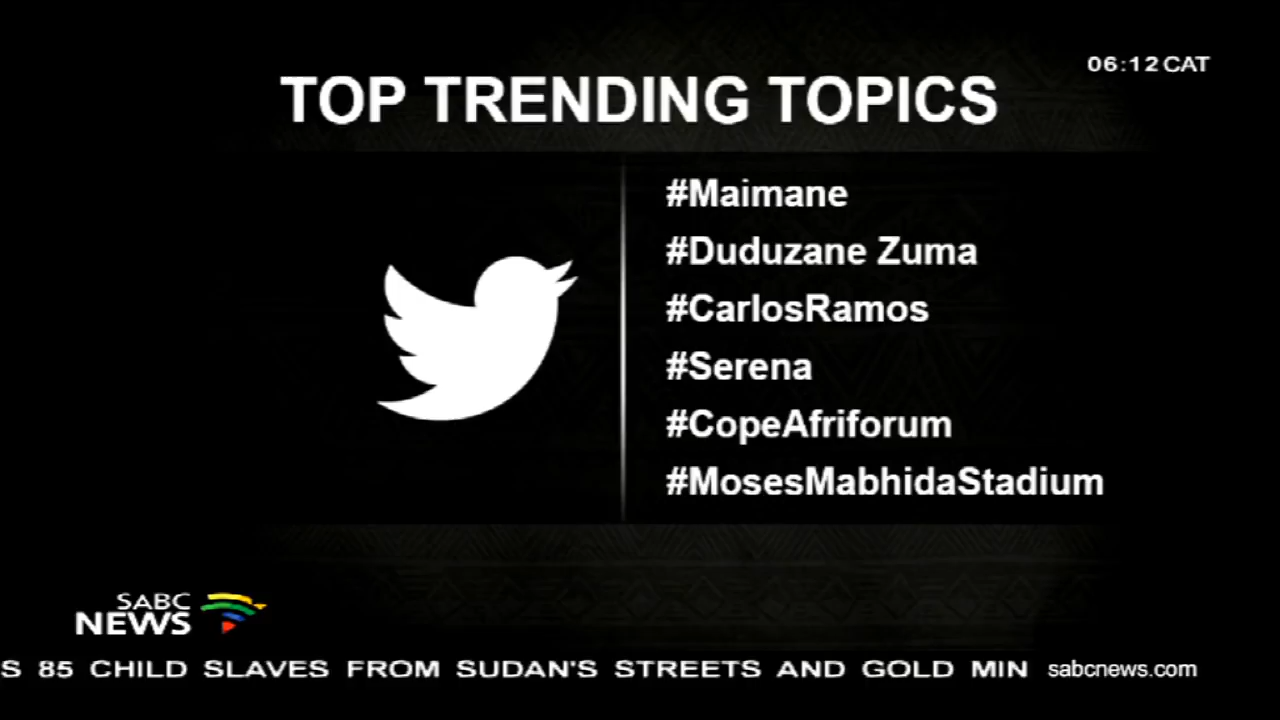 06:12 CAT
TOP TRENDING TOPICS
#Maimane
#Duduzane Zuma
#CarlosRamos
#Serena
#CopeAfriforum
#MosesMabhidaStadium
SABC
NEWS
S 85 CHILD SLAVES FROM SUDAN'S STREETS AND GOLD MIN
sabcnews.com